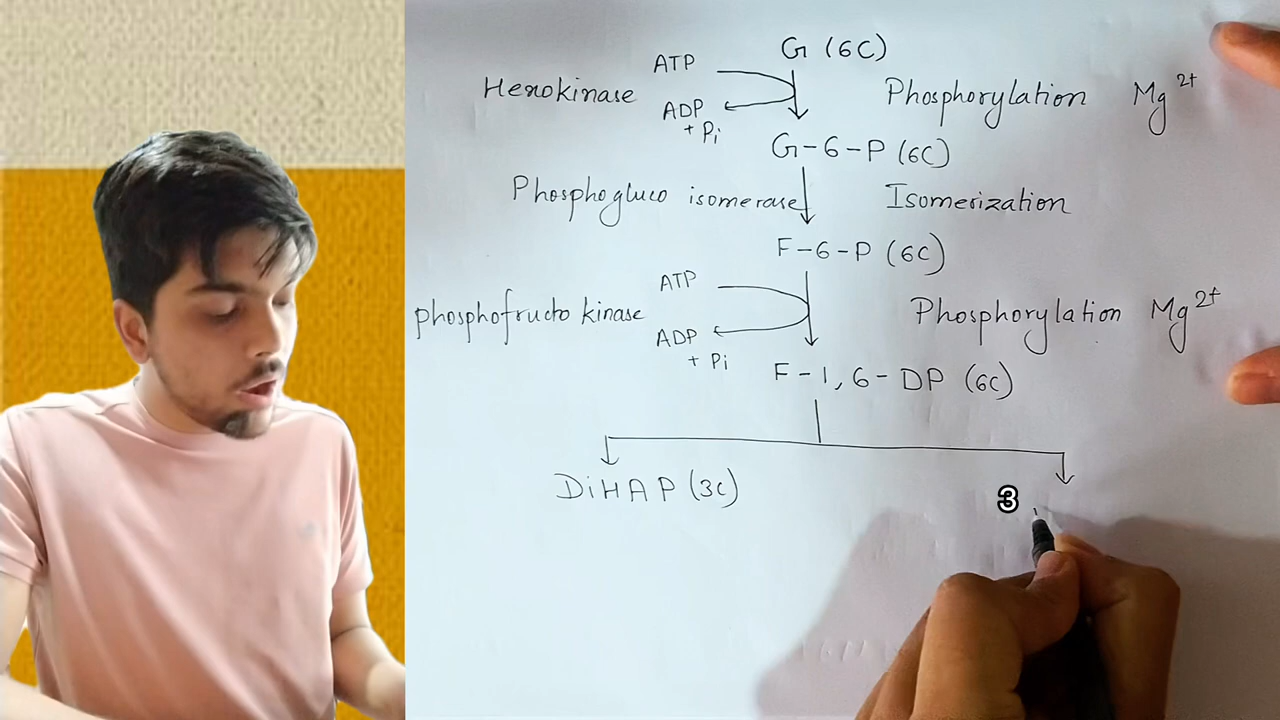 G (6C)
ATP
Hexokinase
ADP
+ Pi
Phosphorylation Mg2+
G-6-P (6C)
Phosphogluco isomerase
Isomerization
F-6-P (6C)
ATP
phosphofructo kinase
ADP
+ Pi
Phosphorylation Mg2+
F-1,6-DP (6C)
DiHAP (3C)
3